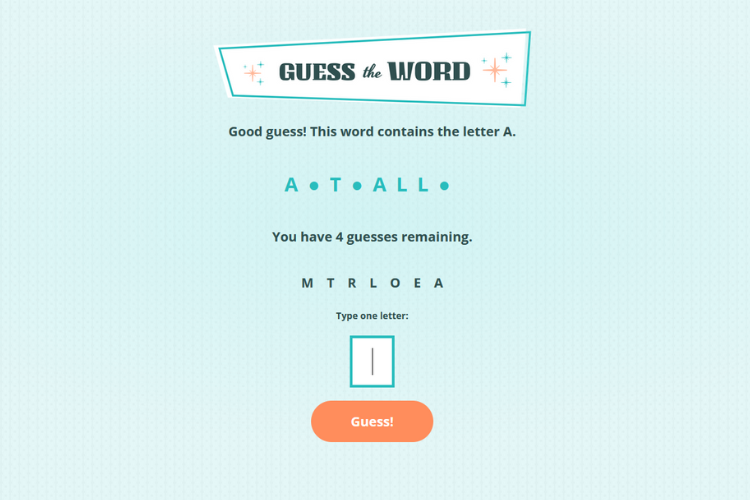 GUESS the WORD
Good guess! This word contains the letter A.
A ● T ● A L L ●
You have 4 guesses remaining.
M T R L O E A
Type one letter:
Guess!